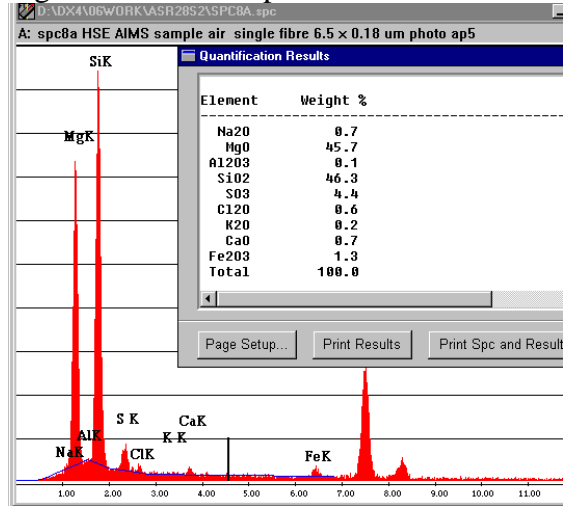 D:\DX4\06WORK\ASR28S2\SPC8A.spc
A: spc8a HSE AIMS sample air single fibre 6.5 × 0.18 um photo ap5
Quantification Results
Element Weight %
Na2O 0.7
MgO 45.7
Al2O3 0.1
SiO2 46.3
SO3 4.4
Cl2O 0.6
K2O 0.2
CaO 0.7
Fe2O3 1.3
Total 100.0
Page Setup... Print Results Print Spc and Result
SiK
MgK
S K
CaK
AlK
K K
NaK
ClK
FeK
1.00 2.00 3.00 4.00 5.00 6.00 7.00 8.00 9.00 10.00 11.00